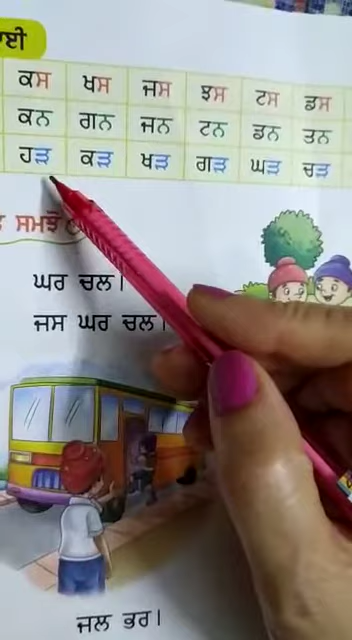 ਕਸ ਖਸ ਜਸ ਝਸ ਟਸ ਡਸ
ਕਨ ਗਨ ਜਨ ਟਨ ਡਨ ਤਨ
ਹੜ ਕੜ ਖੜ ਗੜ ਘੜ ਚੜ
ਸਮਝੋ
ਘਰ ਚਲ।
ਜਸ ਘਰ ਚਲ।
ਜਲ ਭਰ।